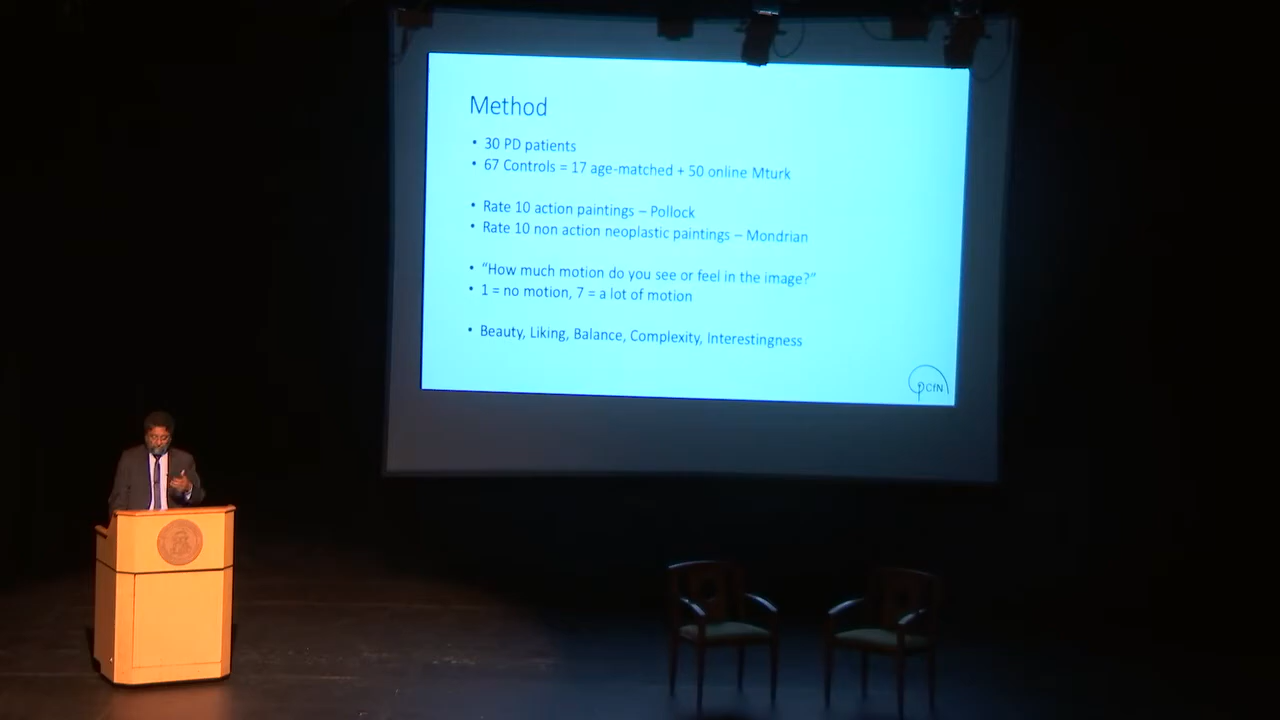 Method
• 30 PD patients
• 67 Controls = 17 age-matched + 50 online Mturk
• Rate 10 action paintings – Pollock
• Rate 10 non action neoplastic paintings – Mondrian
• “How much motion do you see or feel in the image?”
• 1 = no motion, 7 = a lot of motion
• Beauty, Liking, Balance, Complexity, Interestingness
CfN